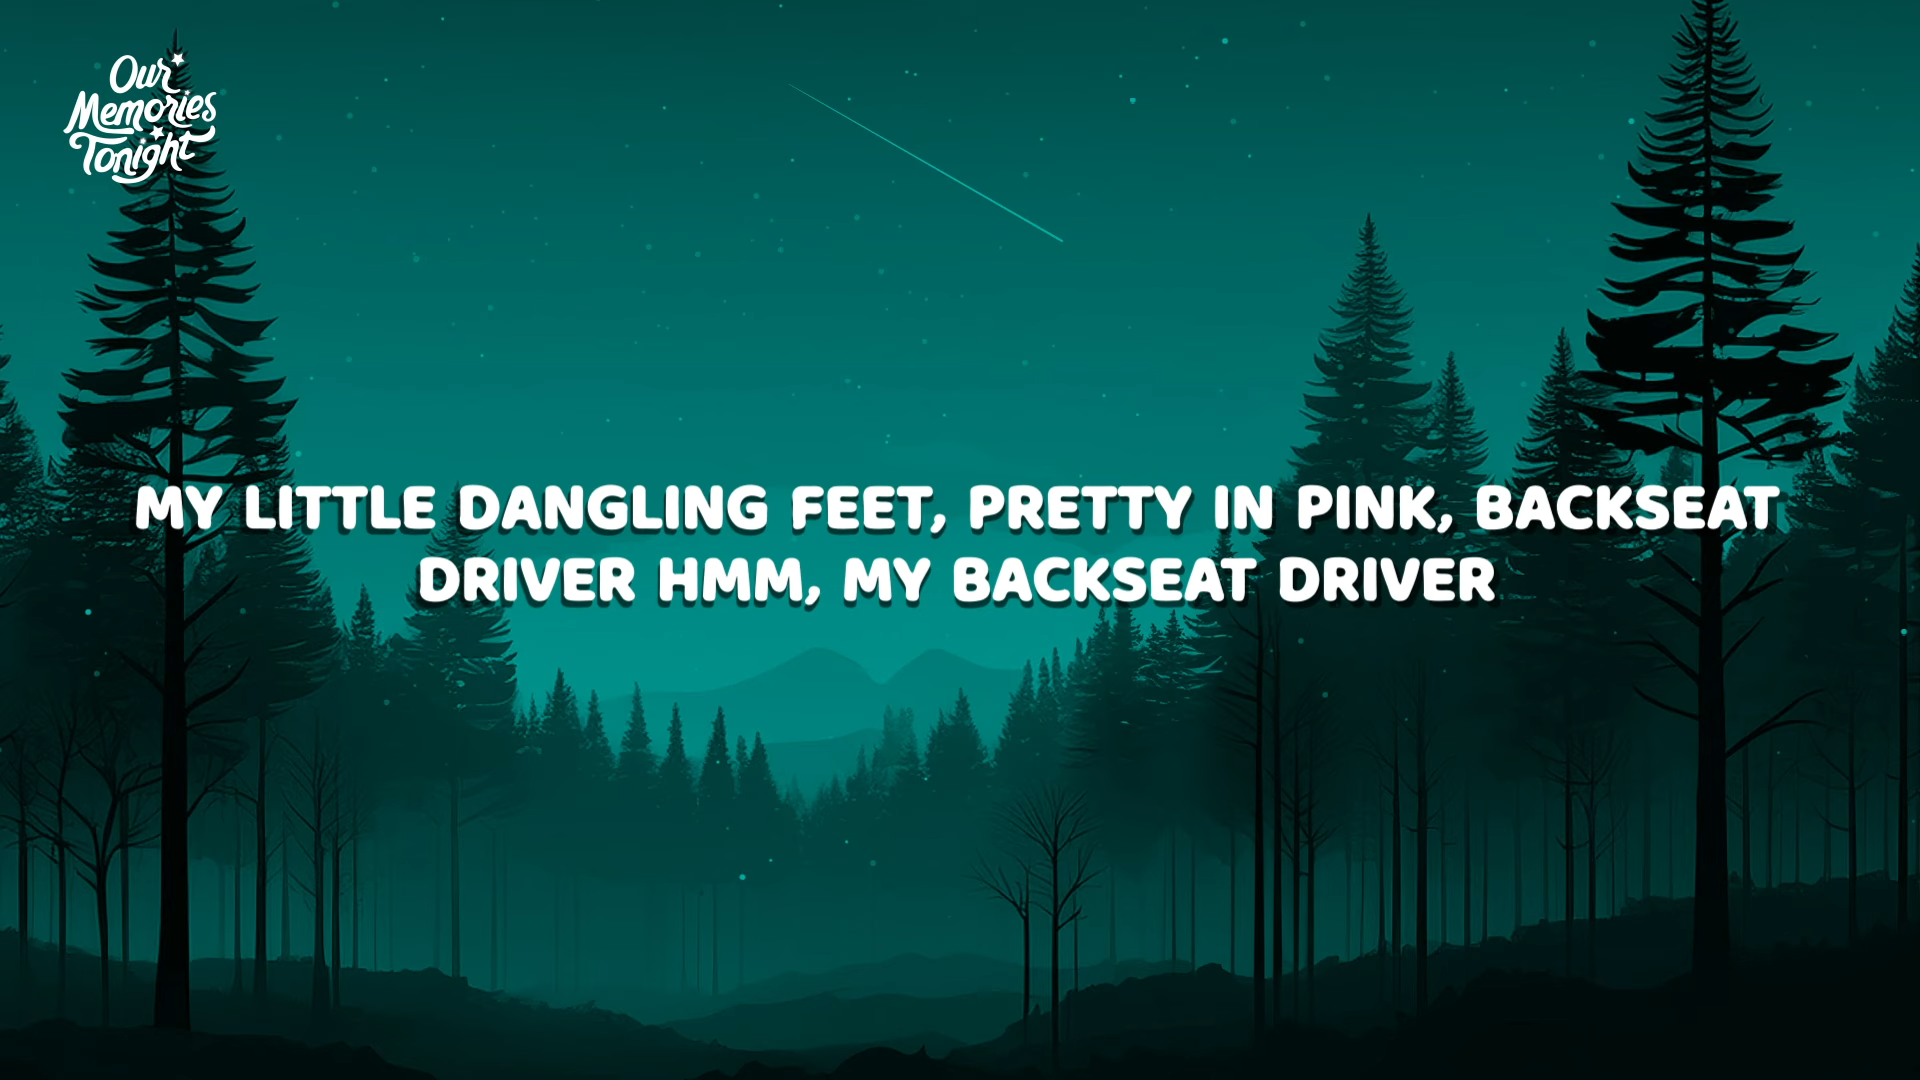 Our
Memories
Tonight
MY LITTLE DANGLING FEET, PRETTY IN PINK, BACKSEAT
DRIVER HMM, MY BACKSEAT DRIVER